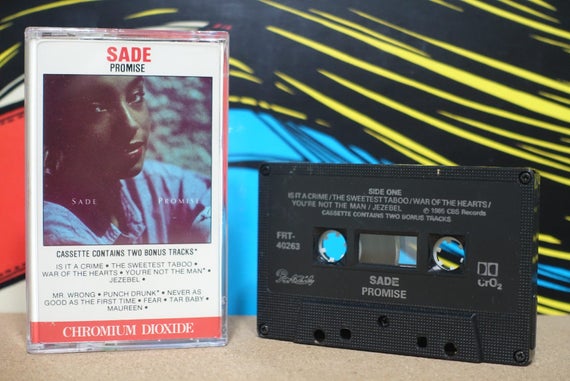 SADE
PROMISE
SADE PROMISE
CASSETTE CONTAINS TWO BONUS TRACKS*
IS IT A CRIME • THE SWEETEST TABOO •
WAR OF THE HEARTS • YOU'RE NOT THE MAN* •
JEZEBEL •
MR. WRONG • PUNCH DRUNK* • NEVER AS
GOOD AS THE FIRST TIME • FEAR • TAR BABY •
MAUREEN •
CHROMIUM DIOXIDE
SIDE ONE
IS IT A CRIME / THE SWEETEST TABOO / WAR OF THE HEARTS /
YOU'RE NOT THE MAN / JEZEBEL ℗ 1985 CBS Records
CASSETTE CONTAINS TWO BONUS TRACKS
FRT-
40263
Portrait
SADE
PROMISE
CrO2